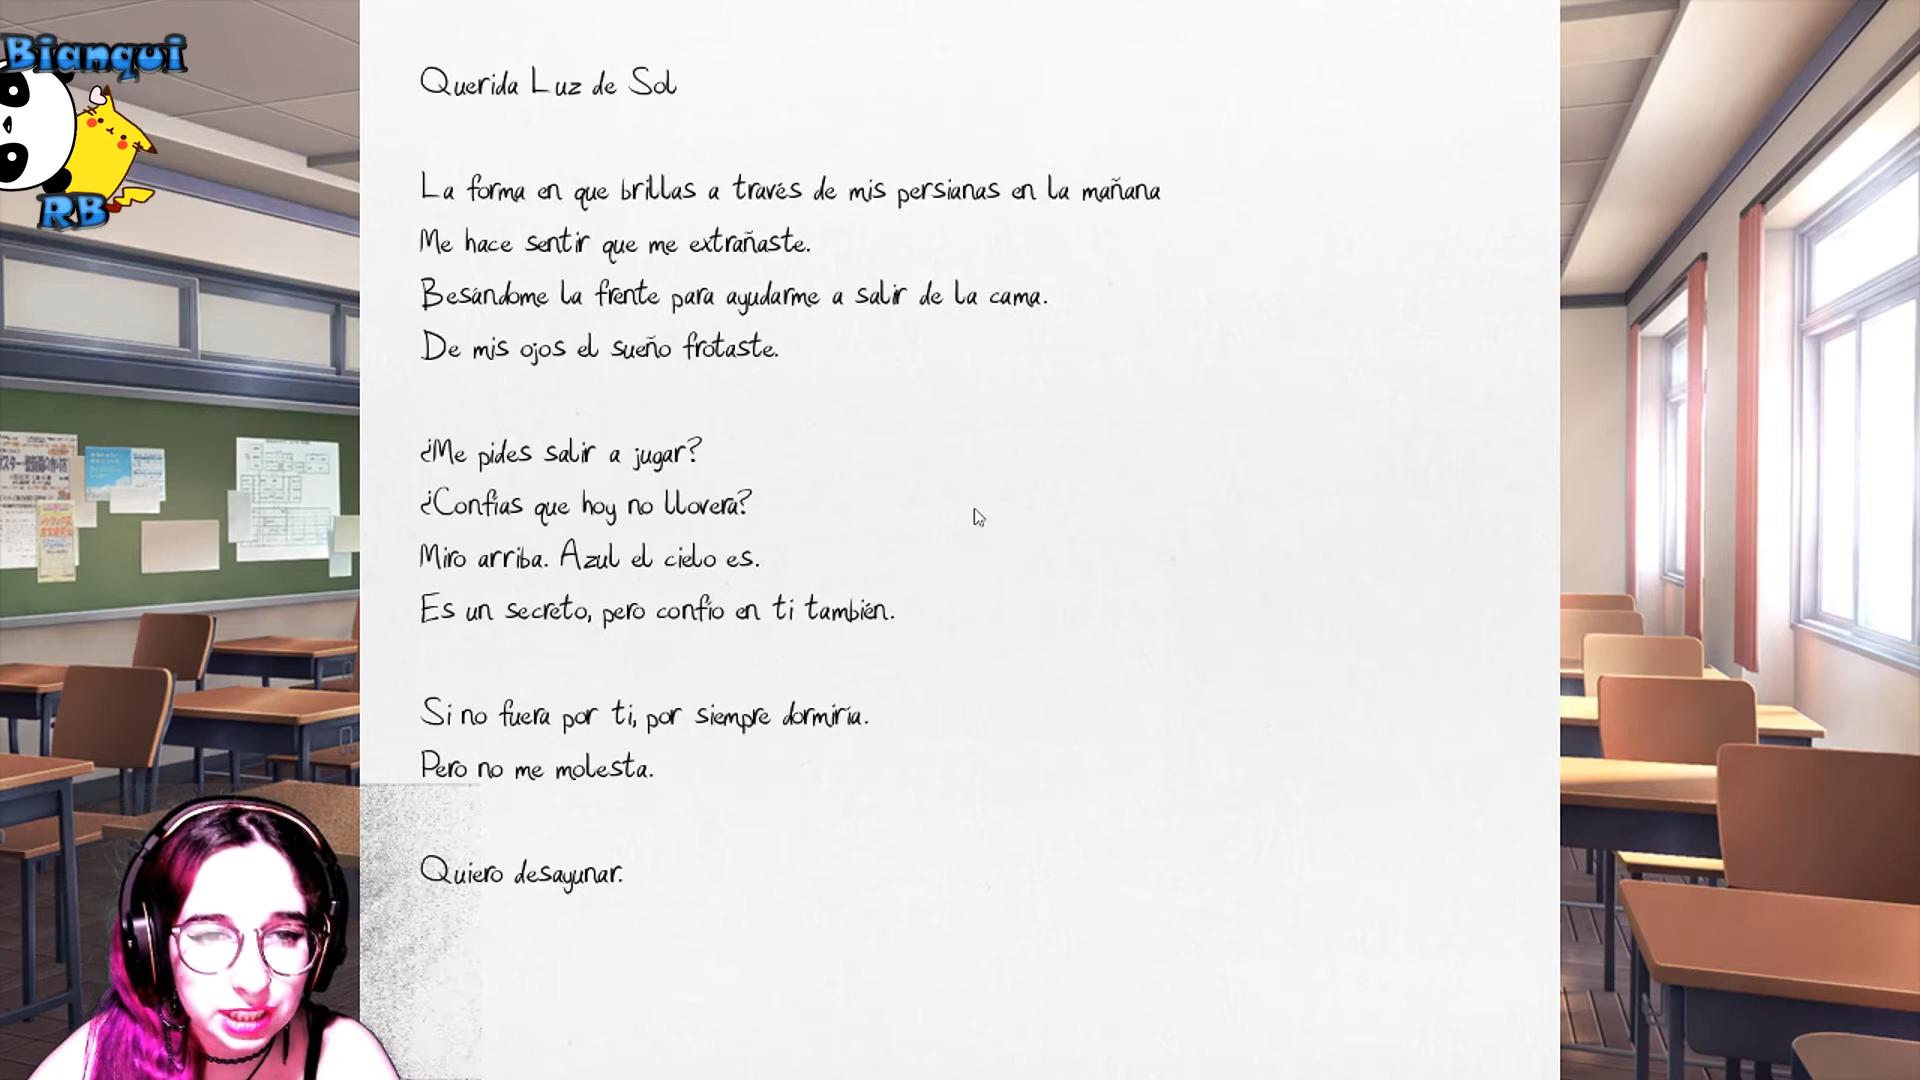 Bianqui
RB
Querida Luz de Sol
La forma en que brillas a través de mis persianas en la mañana
Me hace sentir que me extrañaste.
Besándome la frente para ayudarme a salir de la cama.
De mis ojos el sueño frotaste.
¿Me pides salir a jugar?
¿Confías que hoy no lloverá?
Miro arriba. Azul el cielo es.
Es un secreto, pero confío en ti también.
Si no fuera por ti, por siempre dormiría.
Pero no me molesta.
Quiero desayunar.